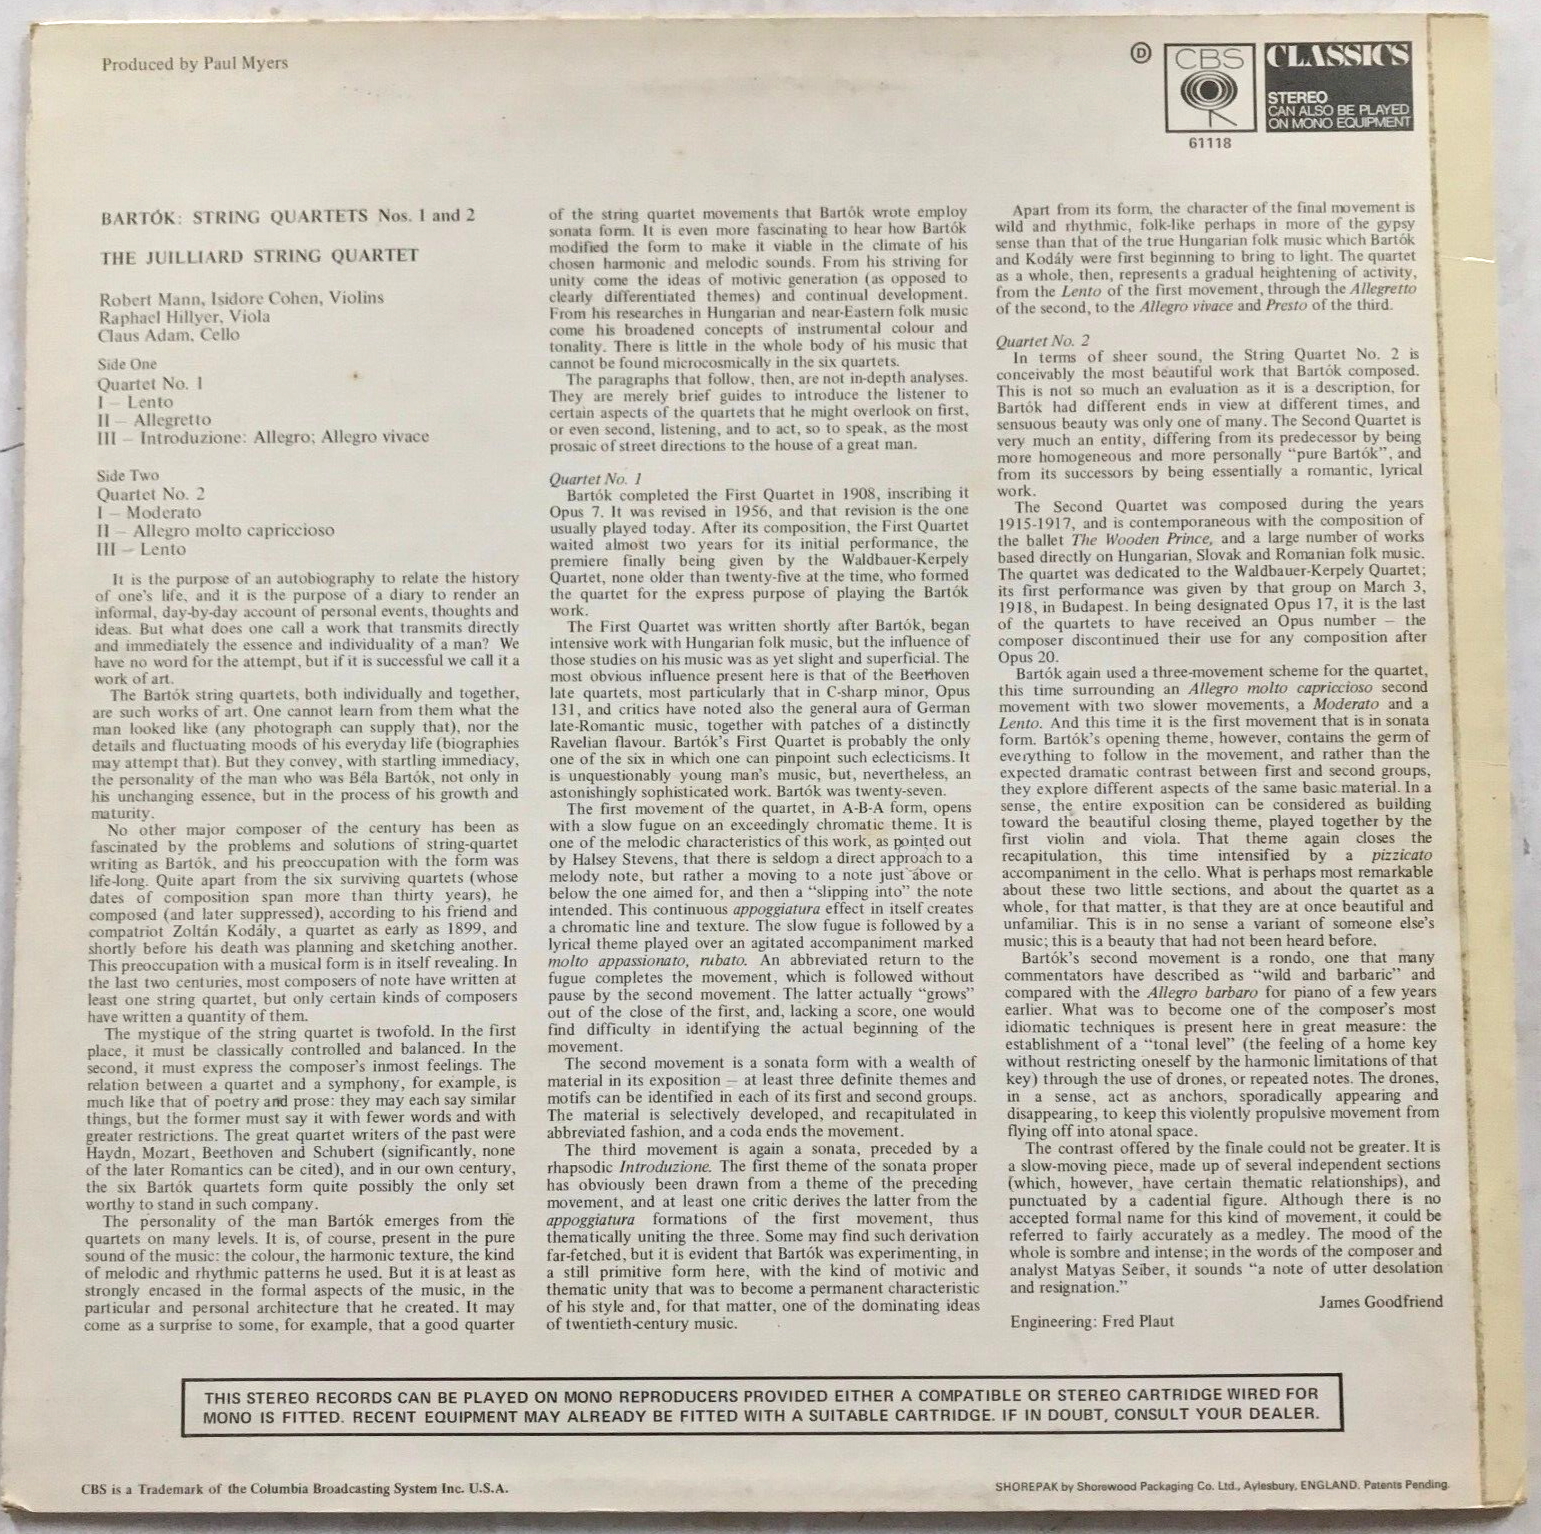 Produced by Paul Myers
D
CBS
61118
CLASSICS
STEREO
CAN ALSO BE PLAYED
ON MONO EQUIPMENT
BARTÓK: STRING QUARTETS Nos. 1 and 2
THE JUILLIARD STRING QUARTET
Robert Mann, Isidore Cohen, Violins
Raphael Hillyer, Viola
Claus Adam, Cello
Side One
Quartet No. 1
I – Lento
II – Allegretto
III – Introduzione: Allegro; Allegro vivace
Side Two
Quartet No. 2
I – Moderato
II – Allegro molto capriccioso
III – Lento
It is the purpose of an autobiography to relate the history
of one's life, and it is the purpose of a diary to render an
informal, day-by-day account of personal events, thoughts and
ideas. But what does one call a work that transmits directly
and immediately the essence and individuality of a man? We
have no word for the attempt, but if it is successful we call it a
work of art.
The Bartók string quartets, both individually and together,
are such works of art. One cannot learn from them what the
man looked like (any photograph can supply that), nor the
details and fluctuating moods of his everyday life (biographies
may attempt that). But they convey, with startling immediacy,
the personality of the man who was Béla Bartók, not only in
his unchanging essence, but in the process of his growth and
maturity.
No other major composer of the century has been as
fascinated by the problems and solutions of string-quartet
writing as Bartók, and his preoccupation with the form was
life-long. Quite apart from the six surviving quartets (whose
dates of composition span more than thirty years), he
composed (and later suppressed), according to his friend and
compatriot Zoltán Kodály, a quartet as early as 1899, and
shortly before his death was planning and sketching another.
This preoccupation with a musical form is in itself revealing. In
the last two centuries, most composers of note have written at
least one string quartet, but only certain kinds of composers
have written a quantity of them.
The mystique of the string quartet is twofold. In the first
place, it must be classically controlled and balanced. In the
second, it must express the composer's inmost feelings. The
relation between a quartet and a symphony, for example, is
much like that of poetry and prose: they may each say similar
things, but the former must say it with fewer words and with
greater restrictions. The great quartet writers of the past were
Haydn, Mozart, Beethoven and Schubert (significantly, none
of the later Romantics can be cited), and in our own century,
the six Bartók quartets form quite possibly the only set
worthy to stand in such company.
The personality of the man Bartók emerges from the
quartets on many levels. It is, of course, present in the pure
sound of the music: the colour, the harmonic texture, the kind
of melodic and rhythmic patterns he used. But it is at least as
strongly encased in the formal aspects of the music, in the
particular and personal architecture that he created. It may
come as a surprise to some, for example, that a good quarter
of the string quartet movements that Bartók wrote employ
sonata form. It is even more fascinating to hear how Bartók
modified the form to make it viable in the climate of his
chosen harmonic and melodic sounds. From his striving for
unity come the ideas of motivic generation (as opposed to
clearly differentiated themes) and continual development.
From his researches in Hungarian and near-Eastern folk music
come his broadened concepts of instrumental colour and
tonality. There is little in the whole body of his music that
cannot be found microcosmically in the six quartets.
The paragraphs that follow, then, are not in-depth analyses.
They are merely brief guides to introduce the listener to
certain aspects of the quartets that he might overlook on first,
or even second, listening, and to act, so to speak, as the most
prosaic of street directions to the house of a great man.
Quartet No. 1
Bartók completed the First Quartet in 1908, inscribing it
Opus 7. It was revised in 1956, and that revision is the one
usually played today. After its composition, the First Quartet
waited almost two years for its initial performance, the
premiere finally being given by the Waldbauer-Kerpely
Quartet, none older than twenty-five at the time, who formed
the quartet for the express purpose of playing the Bartók
work.
The First Quartet was written shortly after Bartók, began
intensive work with Hungarian folk music, but the influence of
those studies on his music was as yet slight and superficial. The
most obvious influence present here is that of the Beethoven
late quartets, most particularly that in C-sharp minor, Opus
131, and critics have noted also the general aura of German
late-Romantic music, together with patches of a distinctly
Ravelian flavour. Bartók's First Quartet is probably the only
one of the six in which one can pinpoint such eclecticisms. It
is unquestionably young man's music, but, nevertheless, an
astonishingly sophisticated work. Bartók was twenty-seven.
The first movement of the quartet, in A-B-A form, opens
with a slow fugue on an exceedingly chromatic theme. It is
one of the melodic characteristics of this work, as pointed out
by Halsey Stevens, that there is seldom a direct approach to a
melody note, but rather a moving to a note just above or
below the one aimed for, and then a “slipping into” the note
intended. This continuous appoggiatura effect in itself creates
a chromatic line and texture. The slow fugue is followed by a
lyrical theme played over an agitated accompaniment marked
molto appassionato, rubato. An abbreviated return to the
fugue completes the movement, which is followed without
pause by the second movement. The latter actually “grows”
out of the close of the first, and, lacking a score, one would
find difficulty in identifying the actual beginning of the
movement.
The second movement is a sonata form with a wealth of
material in its exposition – at least three definite themes and
motifs can be identified in each of its first and second groups.
The material is selectively developed, and recapitulated in
abbreviated fashion, and a coda ends the movement.
The third movement is again a sonata, preceded by a
rhapsodic Introduzione. The first theme of the sonata proper
has obviously been drawn from a theme of the preceding
movement, and at least one critic derives the latter from the
appoggiatura formations of the first movement, thus
thematically uniting the three. Some may find such derivation
far-fetched, but it is evident that Bartók was experimenting, in
a still primitive form here, with the kind of motivic and
thematic unity that was to become a permanent characteristic
of his style and, for that matter, one of the dominating ideas
of twentieth-century music.
Apart from its form, the character of the final movement is
wild and rhythmic, folk-like perhaps in more of the gypsy
sense than that of the true Hungarian folk music which Bartók
and Kodály were first beginning to bring to light. The quartet
as a whole, then, represents a gradual heightening of activity,
from the Lento of the first movement, through the Allegretto
of the second, to the Allegro vivace and Presto of the third.
Quartet No. 2
In terms of sheer sound, the String Quartet No. 2 is
conceivably the most beautiful work that Bartók composed.
This is not so much an evaluation as it is a description, for
Bartók had different ends in view at different times, and
sensuous beauty was only one of many. The Second Quartet is
very much an entity, differing from its predecessor by being
more homogeneous and more personally “pure Bartók”, and
from its successors by being essentially a romantic, lyrical
work.
The Second Quartet was composed during the years
1915-1917, and is contemporaneous with the composition of
the ballet The Wooden Prince, and a large number of works
based directly on Hungarian, Slovak and Romanian folk music.
The quartet was dedicated to the Waldbauer-Kerpely Quartet;
its first performance was given by that group on March 3,
1918, in Budapest. In being designated Opus 17, it is the last
of the quartets to have received an Opus number – the
composer discontinued their use for any composition after
Opus 20.
Bartók again used a three-movement scheme for the quartet,
this time surrounding an Allegro molto capriccioso second
movement with two slower movements, a Moderato and a
Lento. And this time it is the first movement that is in sonata
form. Bartók's opening theme, however, contains the germ of
everything to follow in the movement, and rather than the
expected dramatic contrast between first and second groups,
they explore different aspects of the same basic material. In a
sense, the entire exposition can be considered as building
toward the beautiful closing theme, played together by the
first violin and viola. That theme again closes the
recapitulation, this time intensified by a pizzicato
accompaniment in the cello. What is perhaps most remarkable
about these two little sections, and about the quartet as a
whole, for that matter, is that they are at once beautiful and
unfamiliar. This is in no sense a variant of someone else's
music; this is a beauty that had not been heard before.
Bartók's second movement is a rondo, one that many
commentators have described as “wild and barbaric” and
compared with the Allegro barbaro for piano of a few years
earlier. What was to become one of the composer's most
idiomatic techniques is present here in great measure: the
establishment of a “tonal level” (the feeling of a home key
without restricting oneself by the harmonic limitations of that
key) through the use of drones, or repeated notes. The drones,
in a sense, act as anchors, sporadically appearing and
disappearing, to keep this violently propulsive movement from
flying off into atonal space.
The contrast offered by the finale could not be greater. It is
a slow-moving piece, made up of several independent sections
(which, however, have certain thematic relationships), and
punctuated by a cadential figure. Although there is no
accepted formal name for this kind of movement, it could be
referred to fairly accurately as a medley. The mood of the
whole is sombre and intense; in the words of the composer and
analyst Matyas Seiber, it sounds “a note of utter desolation
and resignation.”
James Goodfriend
Engineering: Fred Plaut
THIS STEREO RECORDS CAN BE PLAYED ON MONO REPRODUCERS PROVIDED EITHER A COMPATIBLE OR STEREO CARTRIDGE WIRED FOR
MONO IS FITTED. RECENT EQUIPMENT MAY ALREADY BE FITTED WITH A SUITABLE CARTRIDGE. IF IN DOUBT, CONSULT YOUR DEALER.
CBS is a Trademark of the Columbia Broadcasting System Inc. U.S.A.
SHOREPAK by Shorewood Packaging Co. Ltd., Aylesbury, ENGLAND. Patents Pending.